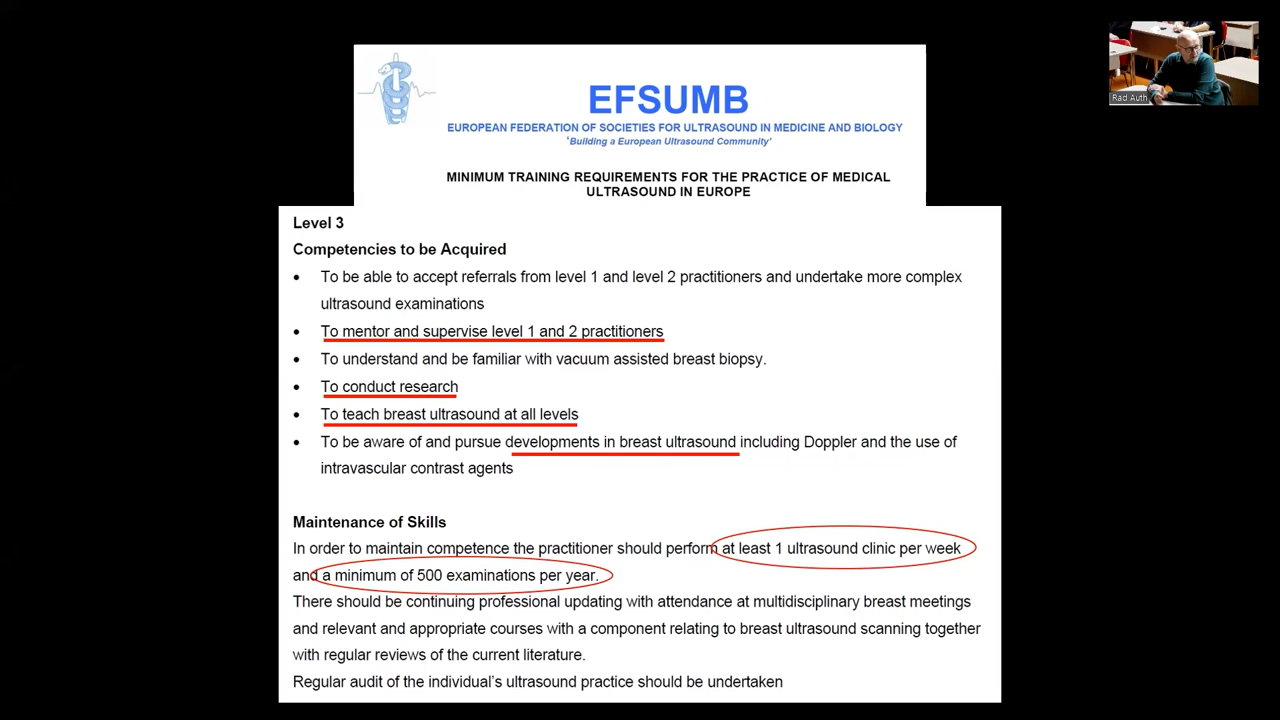 EFSUMB
EUROPEAN FEDERATION OF SOCIETIES FOR ULTRASOUND IN MEDICINE AND BIOLOGY
'Building a European Ultrasound Community'
MINIMUM TRAINING REQUIREMENTS FOR THE PRACTICE OF MEDICAL
ULTRASOUND IN EUROPE
Rad Auth
Level 3
Competencies to be Acquired
• To be able to accept referrals from level 1 and level 2 practitioners and undertake more complex
ultrasound examinations
• To mentor and supervise level 1 and 2 practitioners
• To understand and be familiar with vacuum assisted breast biopsy.
• To conduct research
• To teach breast ultrasound at all levels
• To be aware of and pursue developments in breast ultrasound including Doppler and the use of
intravascular contrast agents
Maintenance of Skills
In order to maintain competence the practitioner should perform at least 1 ultrasound clinic per week
and a minimum of 500 examinations per year.
There should be continuing professional updating with attendance at multidisciplinary breast meetings
and relevant and appropriate courses with a component relating to breast ultrasound scanning together
with regular reviews of the current literature.
Regular audit of the individual's ultrasound practice should be undertaken